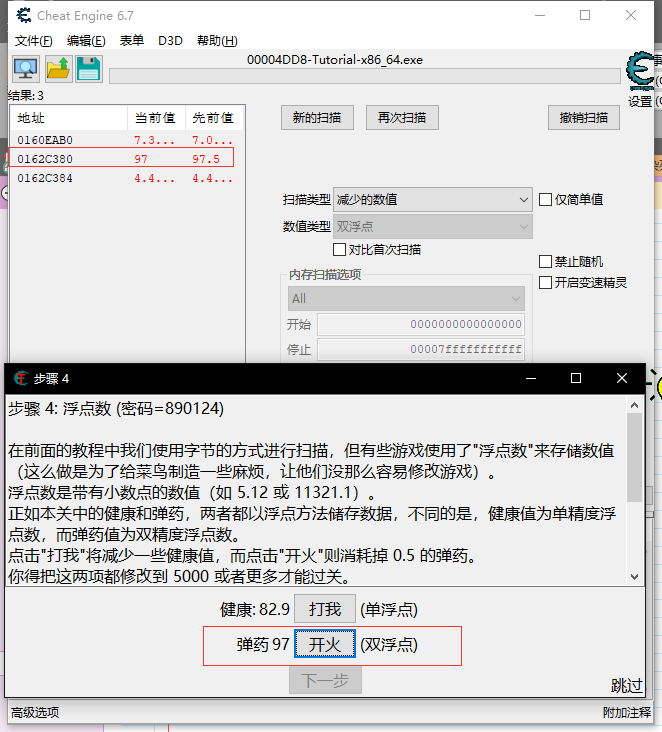 Cheat Engine 6.7
文件(F) 编辑(E) 表单 D3D 帮助(H)
00004DD8-Tutorial-x86_64.exe
结果: 3
设置
地址 当前值 先前值
0160EAB0 7.3... 7.0...
0162C380 97 97.5
0162C384 4.4... 4.4...
新的扫描 再次扫描 撤销扫描
扫描类型 减少的数值 仅简单值
数值类型 双浮点
对比首次扫描
禁止随机
内存扫描选项
开启变速精灵
All
开始 0000000000000000
停止 00007fffffffffff
步骤 4
步骤 4: 浮点数 (密码=890124)
在前面的教程中我们使用字节的方式进行扫描，但有些游戏使用了"浮点数"来存储数值
（这么做是为了给菜鸟制造一些麻烦，让他们没那么容易修改游戏）。
浮点数是带有小数点的数值（如 5.12 或 11321.1）。
正如本关中的健康和弹药，两者都以浮点方法储存数据，不同的是，健康值为单精度浮
点数，而弹药值为双精度浮点数。
点击"打我"将减少一些健康值，而点击"开火"则消耗掉 0.5 的弹药。
你得把这两项都修改到 5000 或者更多才能过关。
健康: 82.9 打我 (单浮点)
弹药 97 开火 (双浮点)
下一步
跳过
高级选项 附加注释